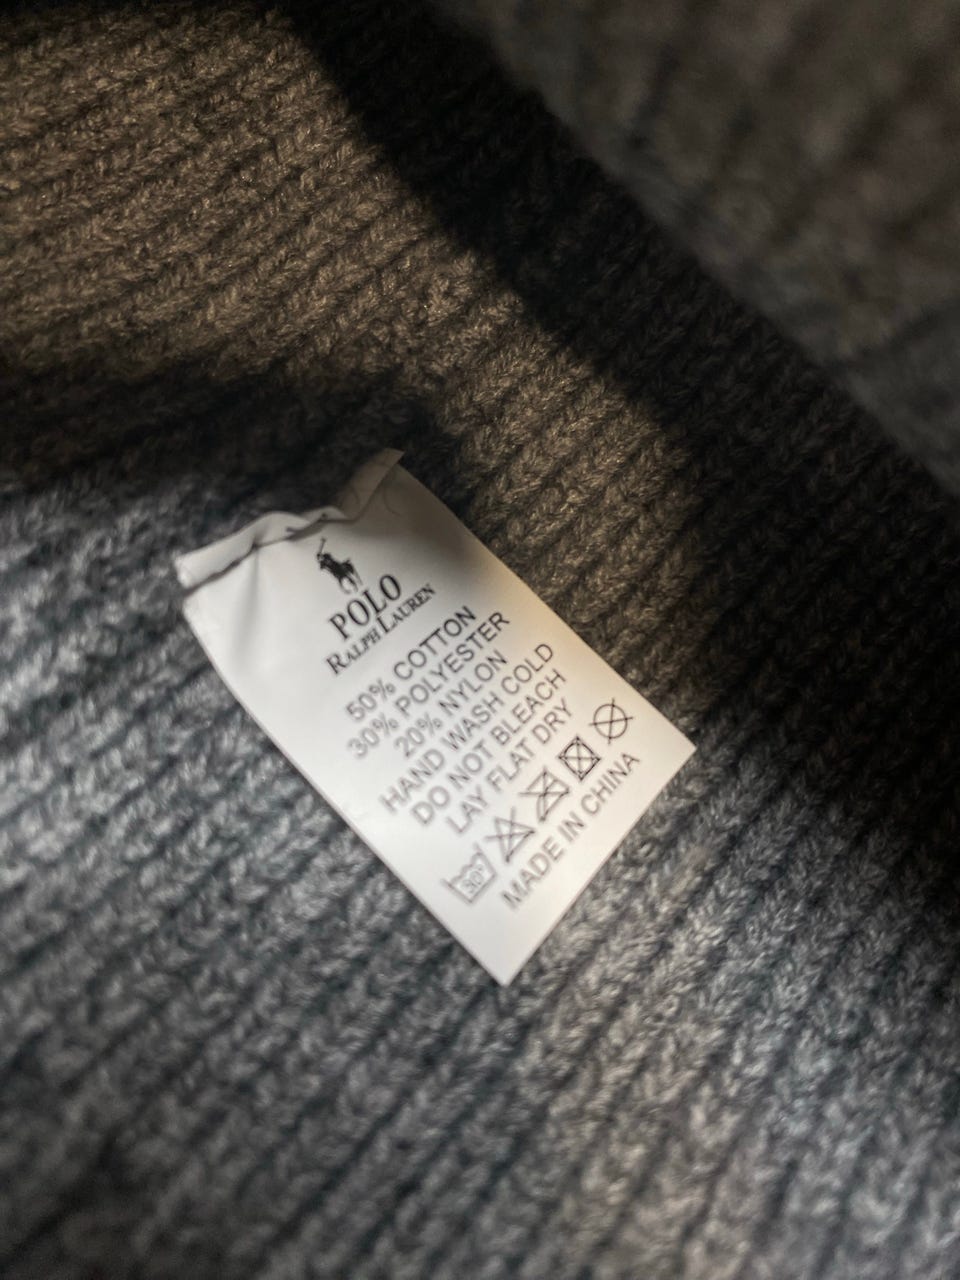 POLO
RALPH LAUREN
50% COTTON
30% POLYESTER
20% NYLON
HAND WASH COLD
DO NOT BLEACH
LAY FLAT DRY
30°
MADE IN CHINA